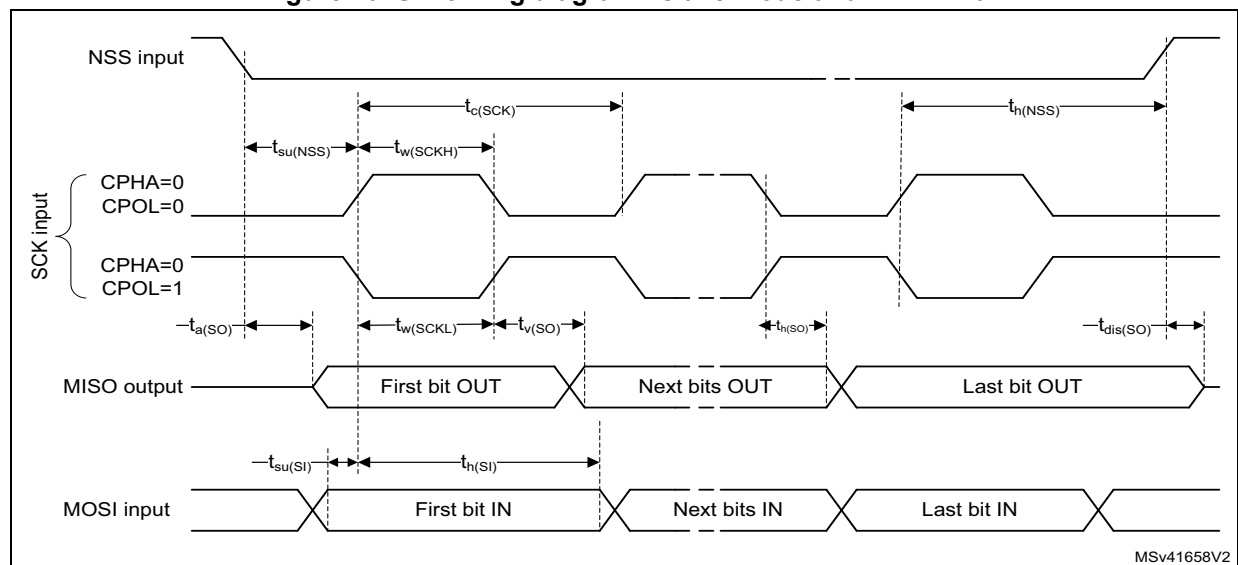 NSS input
tc(SCK)
th(NSS)
tsu(NSS)
tw(SCKH)
SCK input
CPHA=0
CPOL=0
CPHA=0
CPOL=1
ta(SO)
tw(SCKL)
tv(SO)
th(SO)
tdis(SO)
MISO output
First bit OUT
Next bits OUT
Last bit OUT
tsu(SI)
th(SI)
MOSI input
First bit IN
Next bits IN
Last bit IN
MSv41658V2